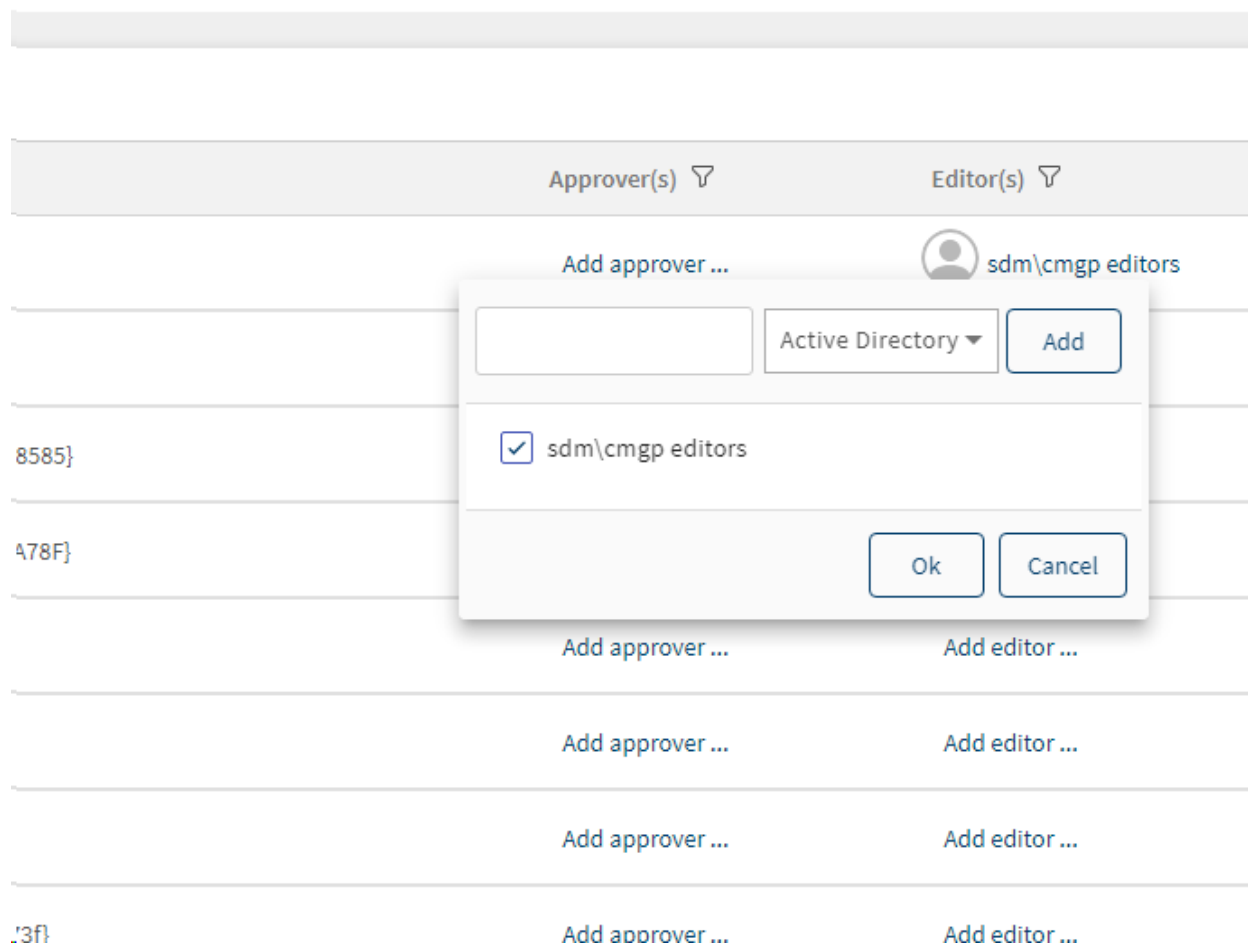 Approver(s) Editor(s)
Add approver ... sdm\cmgp editors
Active Directory Add
8585}
sdm\cmgp editors
A78F}
Ok Cancel
Add approver ... Add editor ...
Add approver ... Add editor ...
Add approver ... Add editor ...
73f} Add approver ... Add editor ...